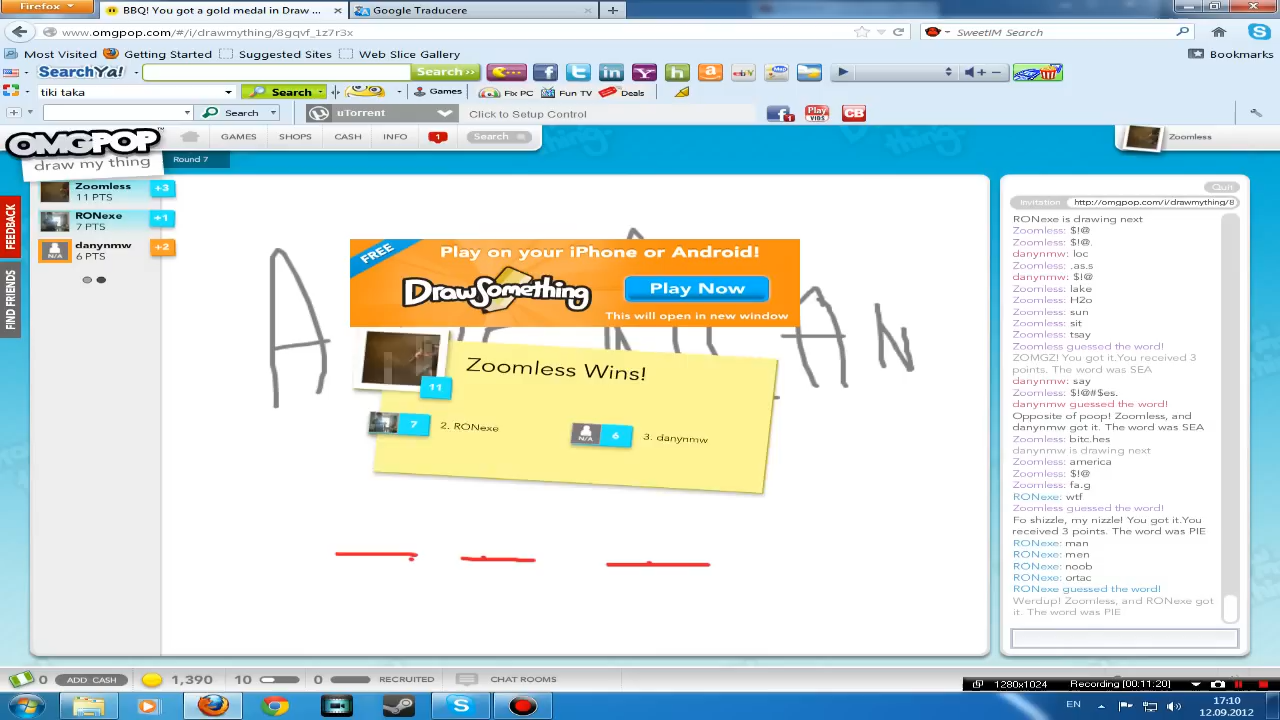 Firefox
BBQ! You got a gold medal in Draw ...
Google Traducere
www.omgpop.com/#/i/drawmything/8gqvf_1z7r3x
SweetIM Search
Most Visited
Getting Started
Suggested Sites
Web Slice Gallery
Bookmarks
SearchYa!
Search>>
tiki taka
Search
Games
Fix PC
Fun TV
Deals
Search
uTorrent
Click to Setup Control
OMGPOP
draw my thing
GAMES
SHOPS
CASH
INFO
1
Search
Zoomless
Round 7
FEEDBACK
FIND FRIENDS
Zoomless
11 PTS
+3
RONexe
7 PTS
+1
danynmw
6 PTS
+2
FREE
Play on your iPhone or Android!
DrawSomething
Play Now
This will open in new window
Zoomless Wins!
11
7
2. RONexe
N/A
6
3. danynmw
Quit
Invitation
http://omgpop.com/i/drawmything/8
RONexe is drawing next
Zoomless: $!@
Zoomless: $!@.
danynmw: loc
Zoomless: .as.s
danynmw: $!@
Zoomless: lake
Zoomless: H2o
Zoomless: sun
Zoomless: sit
Zoomless: tsay
Zoomless guessed the word!
ZOMGZ! You got it.You received 3
points. The word was SEA
danynmw: say
Zoomless: $!@#$es.
danynmw guessed the word!
Opposite of poop! Zoomless, and
danynmw got it. The word was SEA
Zoomless: bitc.hes
danynmw is drawing next
Zoomless: america
Zoomless: $!@
Zoomless: fa.g
RONexe: wtf
Zoomless guessed the word!
Fo shizzle, my nizzle! You got it.You
received 3 points. The word was PIE
RONexe: man
RONexe: men
RONexe: noob
RONexe: ortac
RONexe guessed the word!
Werdup! Zoomless, and RONexe got
it. The word was PIE
0
ADD CASH
1,390
10
0
RECRUITED
CHAT ROOMS
1280x1024
Recording [00:11:20]
EN
17:10
12.09.2012